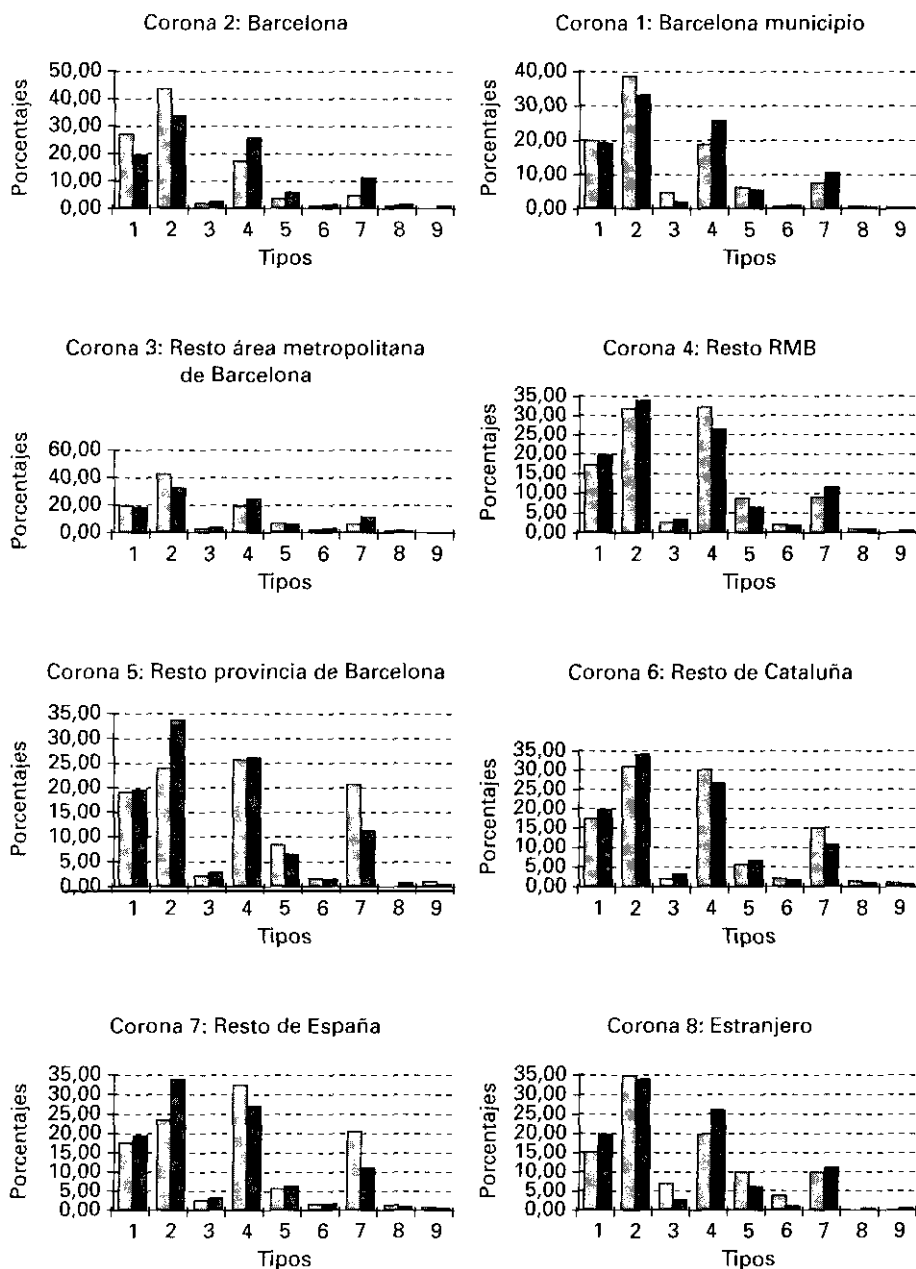 Corona 2: Barcelona
Porcentajes
50,00
40,00
30,00
20,00
10,00
0,00
1 2 3 4 5 6 7 8 9
Tipos
Corona 1: Barcelona municipio
Porcentajes
40,00
30,00
20,00
10,00
0,00
1 2 3 4 5 6 7 8 9
Tipos
Corona 3: Resto área metropolitana
de Barcelona
Porcentajes
60,00
40,00
20,00
0,00
1 2 3 4 5 6 7 8 9
Tipos
Corona 4: Resto RMB
Porcentajes
35,00
30,00
25,00
20,00
15,00
10,00
5,00
0,00
1 2 3 4 5 6 7 8 9
Tipos
Corona 5: Resto provincia de Barcelona
Porcentajes
35,00
30,00
25,00
20,00
15,00
10,00
5,00
0,00
1 2 3 4 5 6 7 8 9
Tipos
Corona 6: Resto de Cataluña
Porcentajes
35,00
30,00
25,00
20,00
15,00
10,00
5,00
0,00
1 2 3 4 5 6 7 8 9
Tipos
Corona 7: Resto de España
Porcentajes
35,00
30,00
25,00
20,00
15,00
10,00
5,00
0,00
1 2 3 4 5 6 7 8 9
Tipos
Corona 8: Estranjero
Porcentajes
35,00
30,00
25,00
20,00
15,00
10,00
5,00
0,00
1 2 3 4 5 6 7 8 9
Tipos